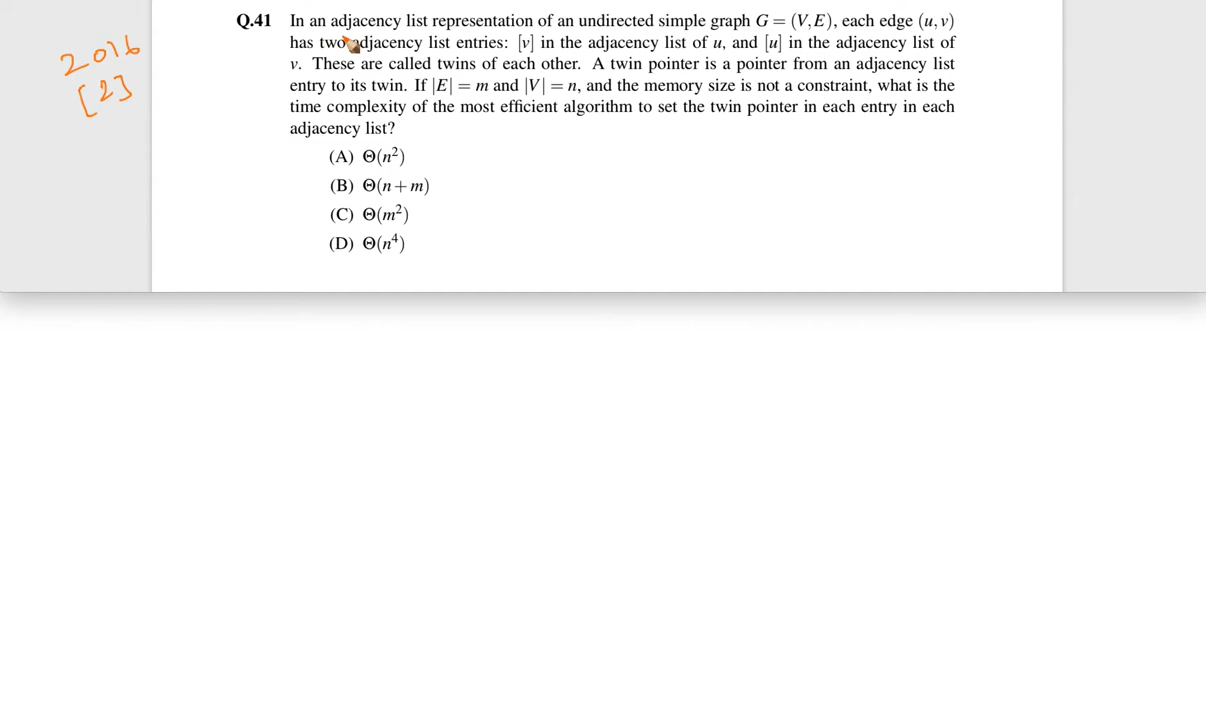 Q.41 In an adjacency list representation of an undirected simple graph G = (V,E), each edge (u,v)
has two adjacency list entries: [v] in the adjacency list of u, and [u] in the adjacency list of
v. These are called twins of each other. A twin pointer is a pointer from an adjacency list
entry to its twin. If |E| = m and |V| = n, and the memory size is not a constraint, what is the
time complexity of the most efficient algorithm to set the twin pointer in each entry in each
adjacency list?
(A) Θ(n²)
(B) Θ(n+m)
(C) Θ(m²)
(D) Θ(n⁴)
2016
[2]